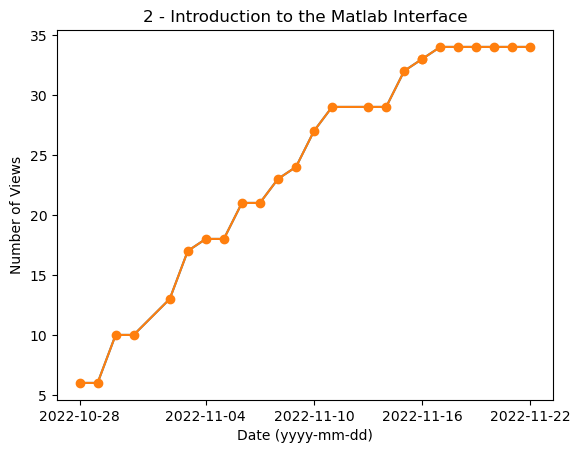 2 - Introduction to the Matlab Interface
35
30
25
20
15
10
5
Number of Views
2022-10-28 2022-11-04 2022-11-10 2022-11-16 2022-11-22
Date (yyyy-mm-dd)